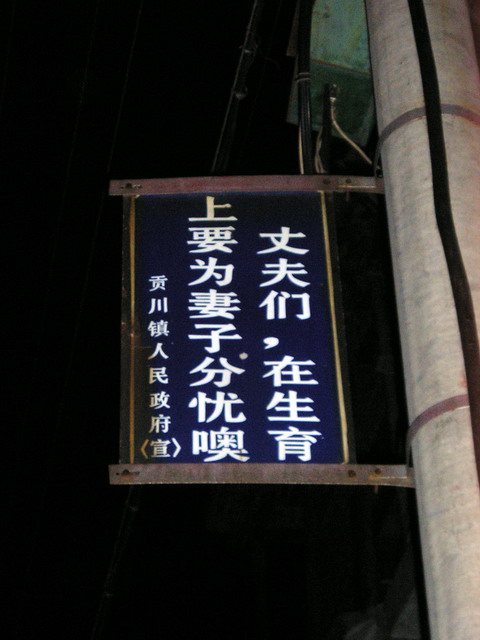 丈夫们，在生育
上要为妻子分忧噢
贡川镇人民政府〈宣〉